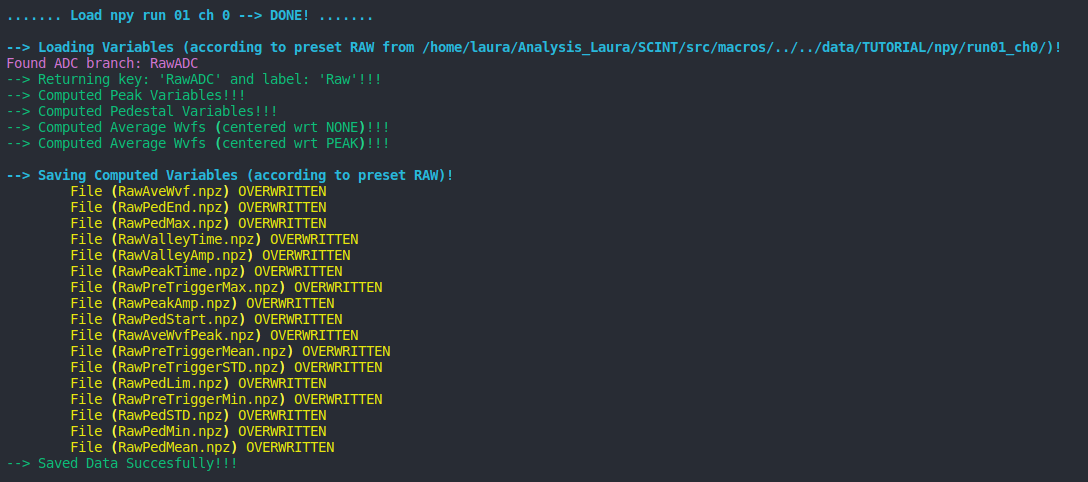 ....... Load npy run 01 ch 0 --> DONE! .......
--> Loading Variables (according to preset RAW from /home/laura/Analysis_Laura/SCINT/src/macros/../../data/TUTORIAL/npy/run01_ch0/)!
Found ADC branch: RawADC
--> Returning key: 'RawADC' and label: 'Raw'!!!
--> Computed Peak Variables!!!
--> Computed Pedestal Variables!!!
--> Computed Average Wvfs (centered wrt NONE)!!!
--> Computed Average Wvfs (centered wrt PEAK)!!!
--> Saving Computed Variables (according to preset RAW)!
File (RawAveWvf.npz) OVERWRITTEN
File (RawPedEnd.npz) OVERWRITTEN
File (RawPedMax.npz) OVERWRITTEN
File (RawValleyTime.npz) OVERWRITTEN
File (RawValleyAmp.npz) OVERWRITTEN
File (RawPeakTime.npz) OVERWRITTEN
File (RawPreTriggerMax.npz) OVERWRITTEN
File (RawPeakAmp.npz) OVERWRITTEN
File (RawPedStart.npz) OVERWRITTEN
File (RawAveWvfPeak.npz) OVERWRITTEN
File (RawPreTriggerMean.npz) OVERWRITTEN
File (RawPreTriggerSTD.npz) OVERWRITTEN
File (RawPedLim.npz) OVERWRITTEN
File (RawPreTriggerMin.npz) OVERWRITTEN
File (RawPedSTD.npz) OVERWRITTEN
File (RawPedMin.npz) OVERWRITTEN
File (RawPedMean.npz) OVERWRITTEN
--> Saved Data Succesfully!!!